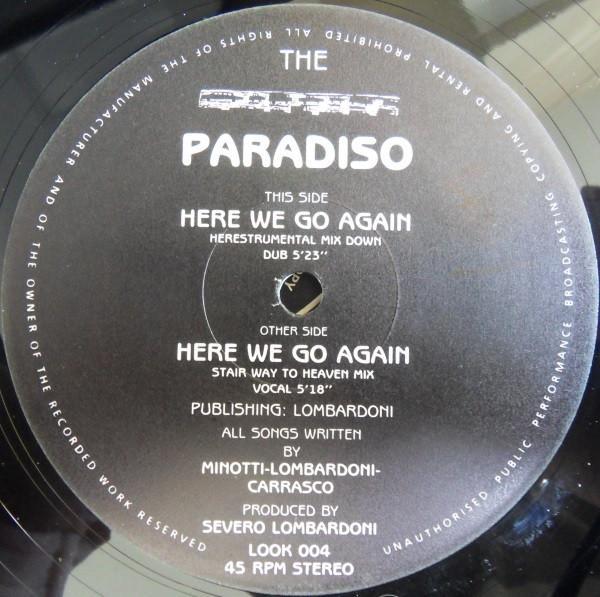 THE
PARADISO
THIS SIDE
HERE WE GO AGAIN
HERESTRUMENTAL MIX DOWN
DUB 5'23''
OTHER SIDE
HERE WE GO AGAIN
STAIR WAY TO HEAVEN MIX
VOCAL 5'18''
PUBLISHING: LOMBARDONI
ALL SONGS WRITTEN
BY
MINOTTI-LOMBARDONI-
CARRASCO
PRODUCED BY
SEVERO LOMBARDONI
LOOK 004
45 RPM STEREO
ALL RIGHTS OF THE MANUFACTURER AND OF THE OWNER OF THE RECORDED WORK RESERVED
UNAUTHORISED PUBLIC PERFORMANCE BROADCASTING COPYING AND RENTAL PROHIBITED